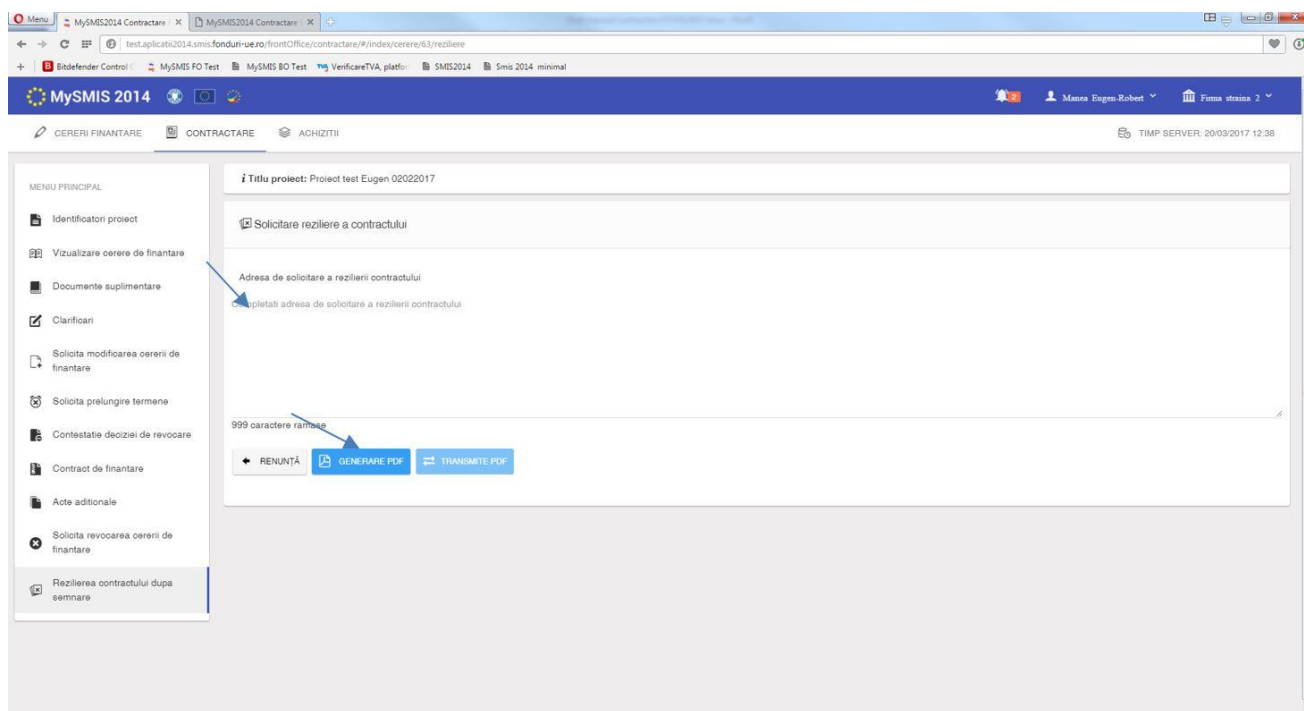 Menu
MySMIS2014 Contractare
MySMIS2014 Contractare
test.aplicatii2014.smis.fonduri-ue.ro/frontOffice/contractare/#/index/cerere/63/reziliere
Bitdefender Control C
MySMIS FO Test
MySMIS BO Test
VerificareTVA, platfor
SMIS2014
Smis 2014 minimal
MySMIS 2014
2
Manea Eugen-Robert
Firma straina 2
CERERI FINANTARE
CONTRACTARE
ACHIZITII
TIMP SERVER: 20/03/2017 12:38
MENIU PRINCIPAL
Identificatori proiect
Vizualizare cerere de finantare
Documente suplimentare
Clarificari
Solicita modificarea cererii de
finantare
Solicita prelungire termene
Contestatie deciziei de revocare
Contract de finantare
Acte aditionale
Solicita revocarea cererii de
finantare
Rezilierea contractului dupa
semnare
i Titlu proiect: Proiect test Eugen 02022017
Solicitare reziliere a contractului
Adresa de solicitare a rezilierii contractului
Completati adresa de solicitare a rezilierii contractului
999 caractere ramase
RENUNȚĂ
GENERARE PDF
TRANSMITE PDF